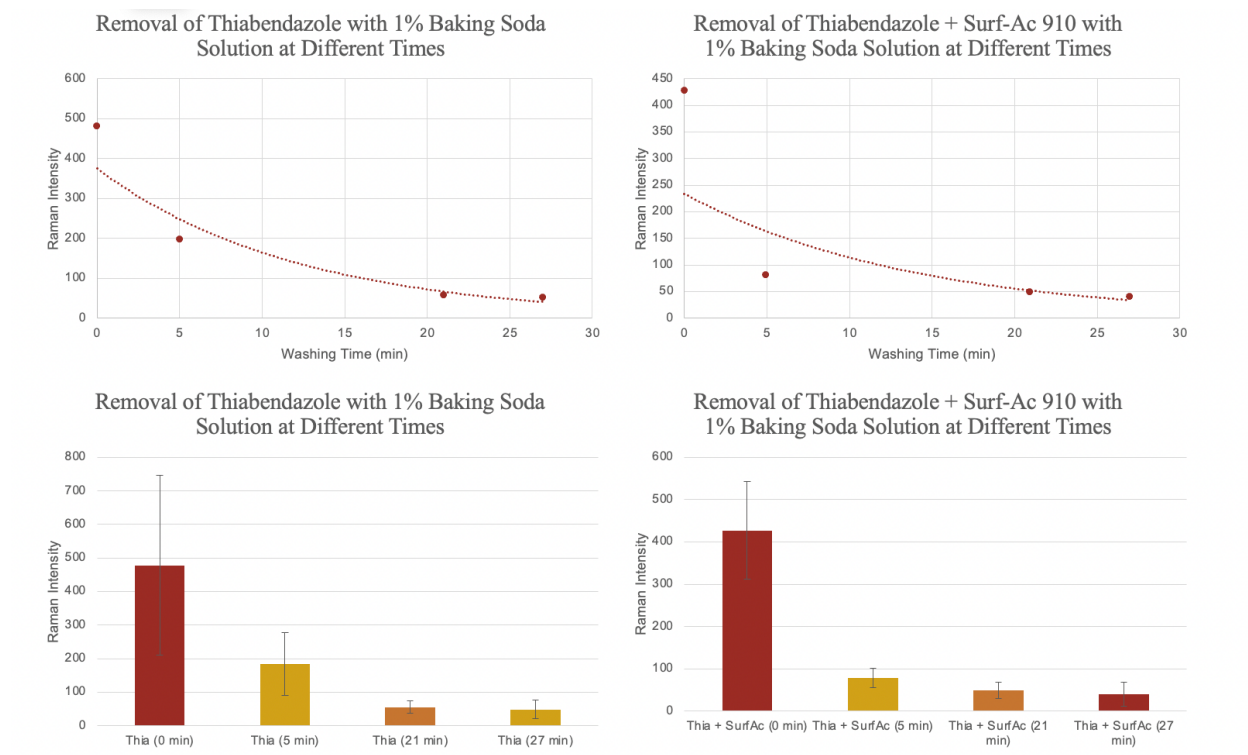 Removal of Thiabendazole with 1% Baking Soda
Solution at Different Times
600
500
400
300
200
100
0
Raman Intensity
0 5 10 15 20 25 30
Washing Time (min)
Removal of Thiabendazole + Surf-Ac 910 with
1% Baking Soda Solution at Different Times
450
400
350
300
250
200
150
100
50
0
Raman Intensity
0 5 10 15 20 25 30
Washing Time (min)
Removal of Thiabendazole with 1% Baking Soda
Solution at Different Times
800
700
600
500
400
300
200
100
0
Raman Intensity
Thia (0 min) Thia (5 min) Thia (21 min) Thia (27 min)
Removal of Thiabendazole + Surf-Ac 910 with
1% Baking Soda Solution at Different Times
600
500
400
300
200
100
0
Raman Intensity
Thia + SurfAc (0 min) Thia + SurfAc (5 min) Thia + SurfAc (21 Thia + SurfAc (27
min) min)